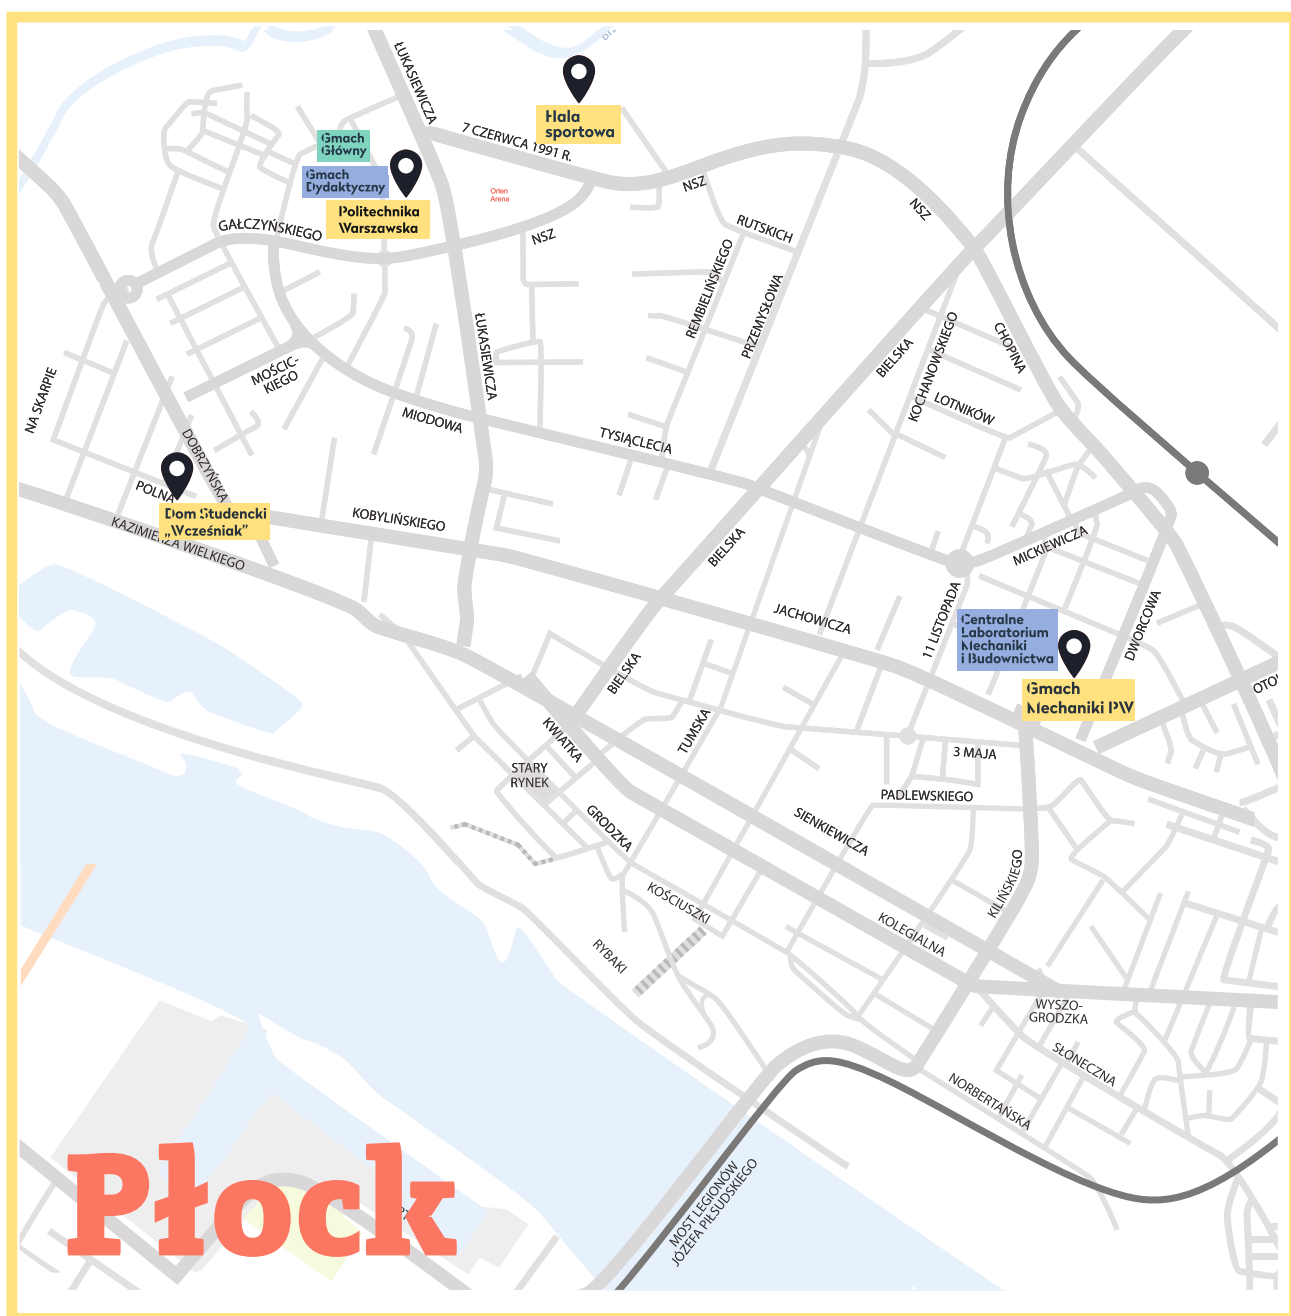 ŁUKASIEWICZA
Hala
sportowa
7 CZERWCA 1991 R.
Gmach
Główny
Gmach
Dydaktyczny
Politechnika
Warszawska
Orlen
Arena
NSZ
NSZ
NSZ
GAŁCZYŃSKIEGO
RUTSKICH
REMBIELIŃSKIEGO
PRZEMYSŁOWA
ŁUKASIEWICZA
BIELSKA
KOCHANOWSKIEGO
CHOPINA
LOTNIKÓW
MOŚCIC-
KIEGO
NA SKARPIE
MIODOWA
TYSIĄCLECIA
DOBRZYŃSKA
POLNA
Dom Studencki
„Wcześniak”
KAZIMIERZA WIELKIEGO
KOBYLIŃSKIEGO
BIELSKA
MICKIEWICZA
JACHOWICZA
11 LISTOPADA
DWORCOWA
Centralne
Laboratorium
Mechaniki
i Budownictwa
Gmach
Mechaniki PW
BIELSKA
TUMSKA
KWIATKA
3 MAJA
STARY
RYNEK
PADLEWSKIEGO
GRODZKA
SIENKIEWICZA
KILIŃSKIEGO
KOŚCIUSZKI
KOLEGIALNA
RYBAKI
WYSZO-
GRODZKA
SŁONECZNA
NORBERTAŃSKA
MOST LEGIONÓW
JÓZEFA PIŁSUDSKIEGO
Płock